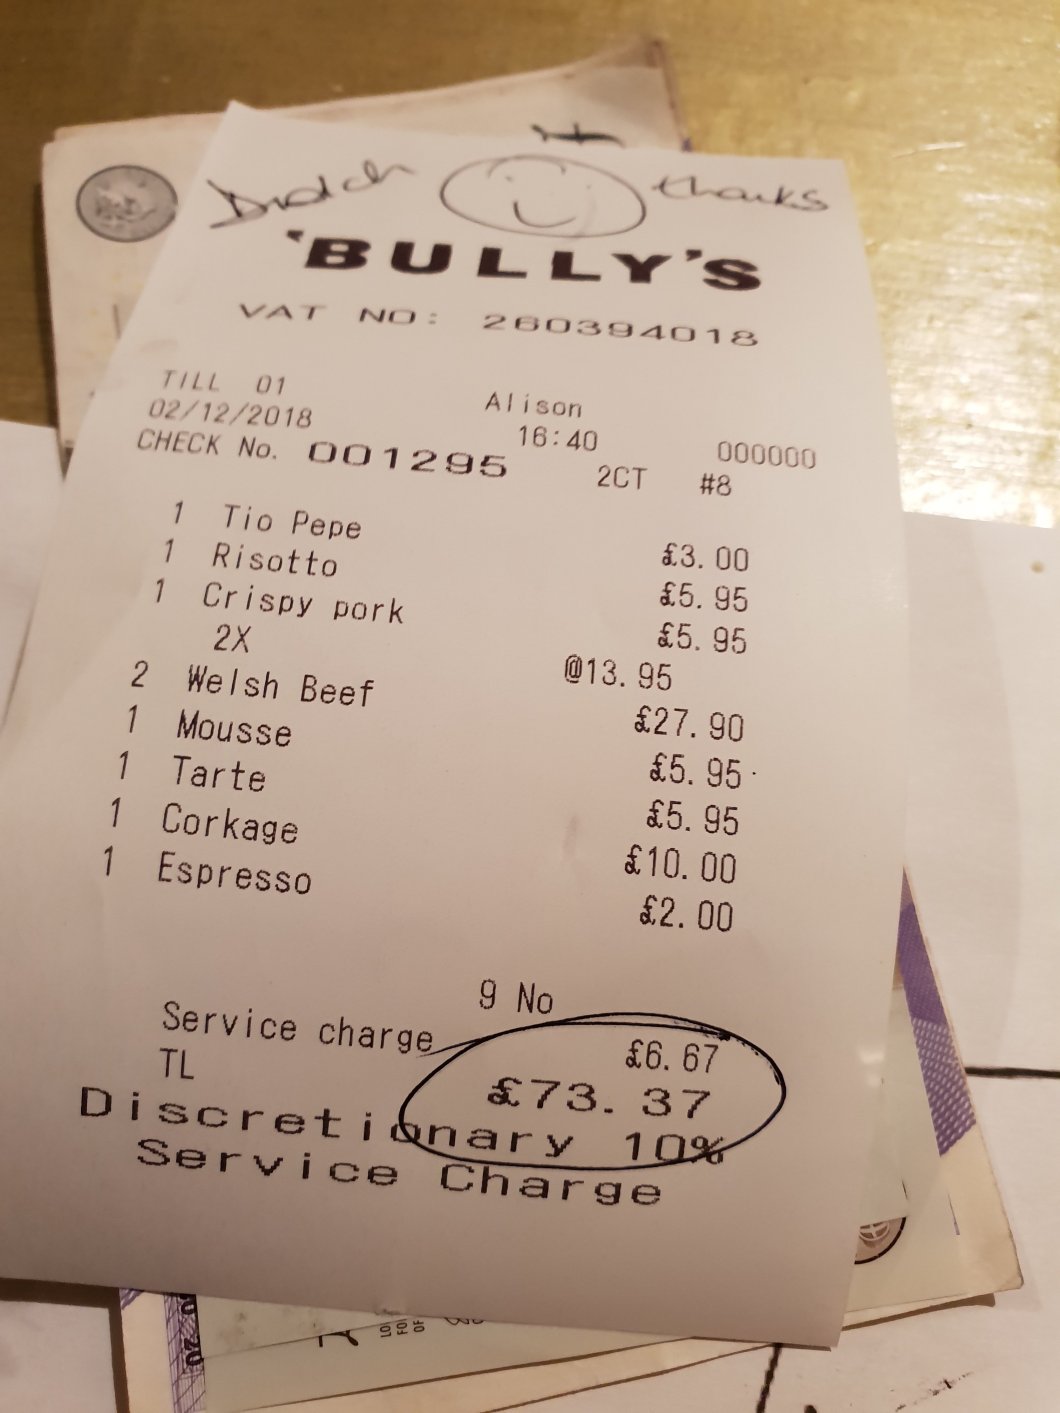 Diolch thanks
'BULLY'S
VAT NO: 260394018
TILL 01 Alison
02/12/2018 16:40 000000
CHECK No. 001295 2CT #8
1 Tio Pepe £3.00
1 Risotto £5.95
1 Crispy pork £5.95
2X @13.95
2 Welsh Beef £27.90
1 Mousse £5.95
1 Tarte £5.95
1 Corkage £10.00
1 Espresso £2.00
9 No
Service charge £6.67
TL £73.37
Discretionary 10%
Service Charge
20